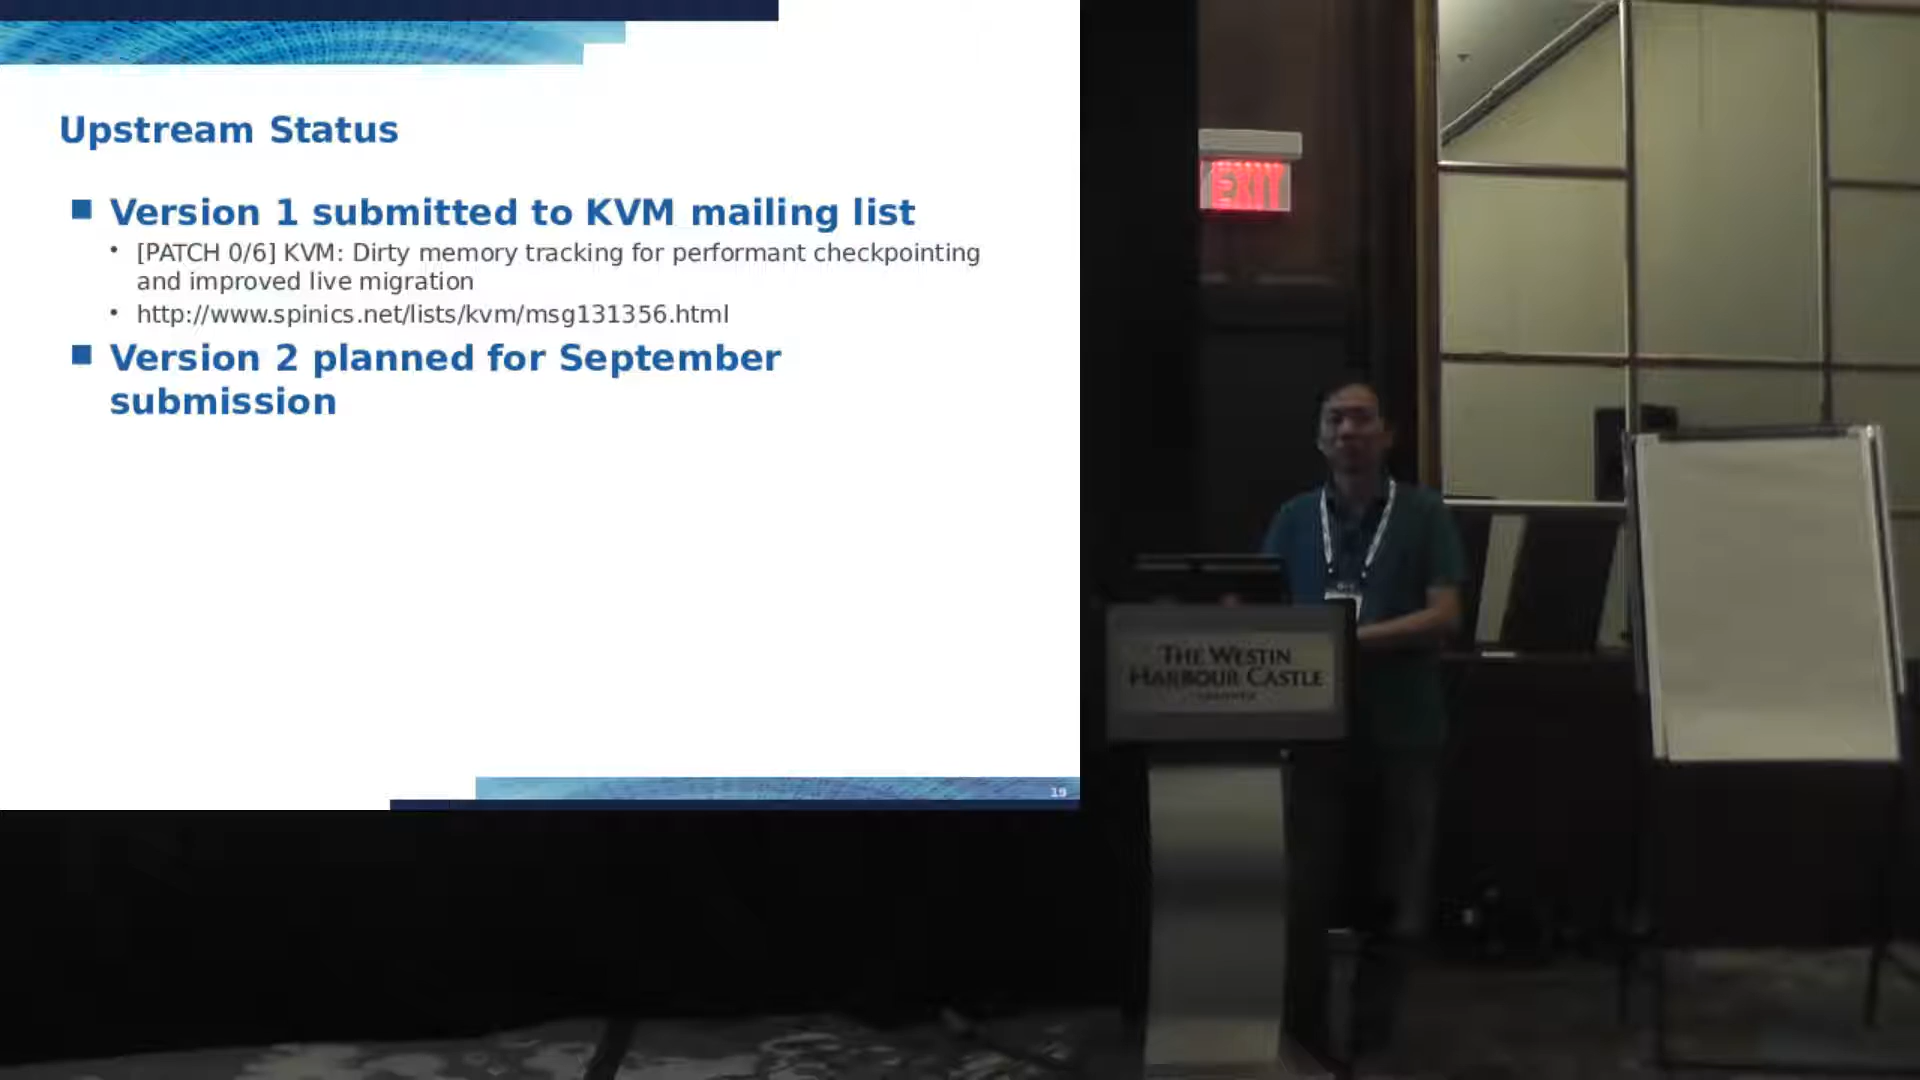 Upstream Status
Version 1 submitted to KVM mailing list
• [PATCH 0/6] KVM: Dirty memory tracking for performant checkpointing
and improved live migration
• http://www.spinics.net/lists/kvm/msg131356.html
Version 2 planned for September
submission
19
EXIT
THE WESTIN
HARBOUR CASTLE